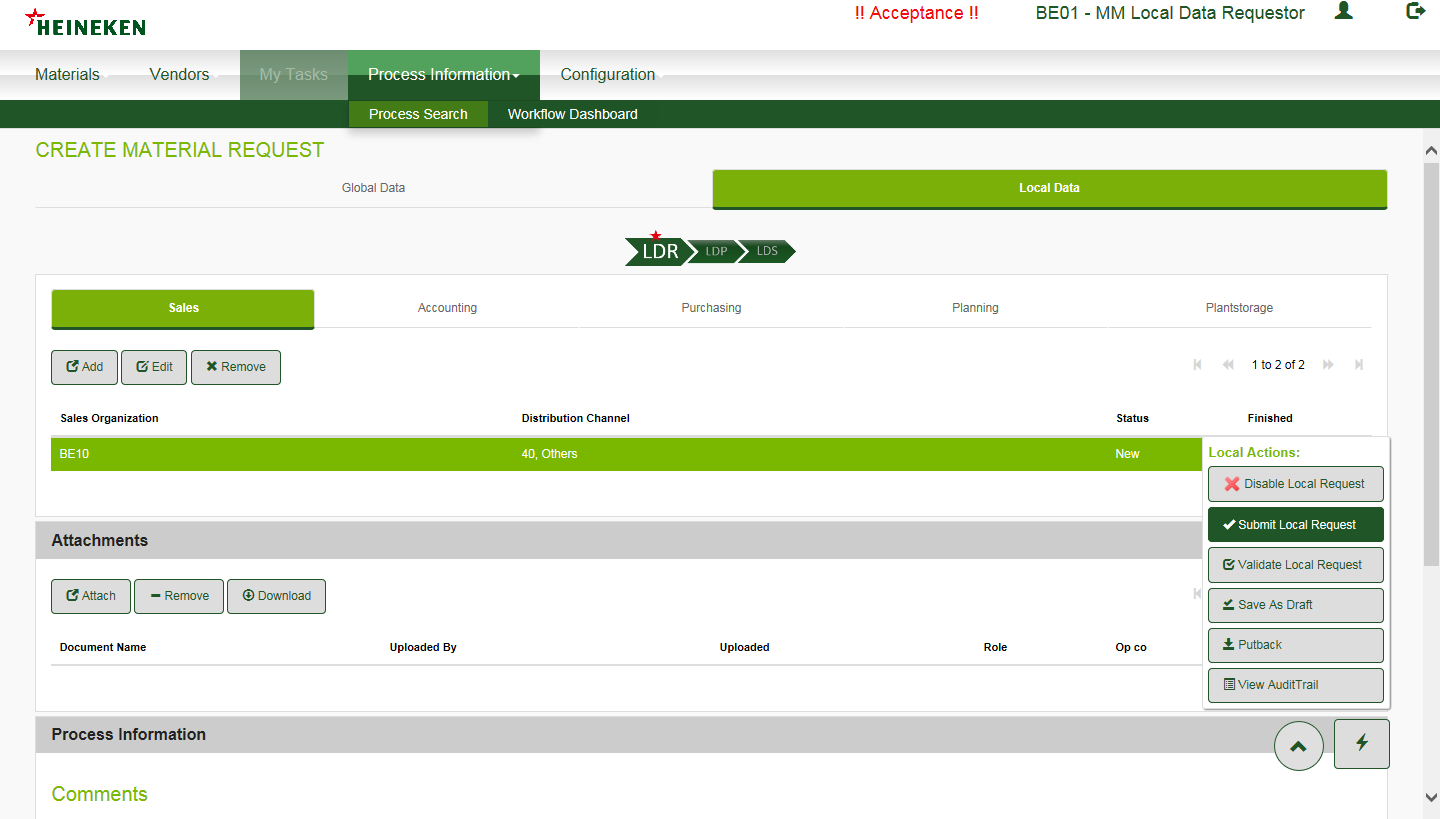 HEINEKEN
!! Acceptance !!
BE01 - MM Local Data Requestor
Materials
Vendors
My Tasks
Process Information
Configuration
Process Search
Workflow Dashboard
CREATE MATERIAL REQUEST
Global Data
Local Data
LDR
LDP
LDS
Sales
Accounting
Purchasing
Planning
Plantstorage
Add
Edit
Remove
1 to 2 of 2
Sales Organization
Distribution Channel
Status
Finished
BE10
40, Others
New
Local Actions:
Disable Local Request
Submit Local Request
Validate Local Request
Save As Draft
Putback
View AuditTrail
Attachments
Attach
Remove
Download
Document Name
Uploaded By
Uploaded
Role
Op co
Process Information
Comments